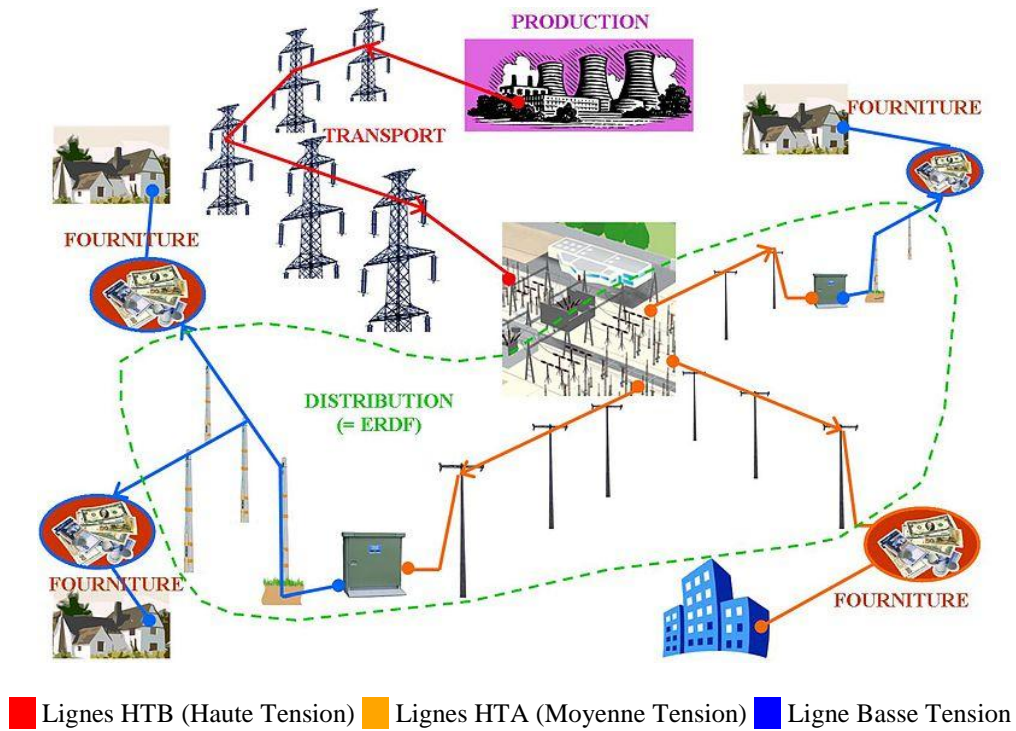 PRODUCTION
TRANSPORT
FOURNITURE
FOURNITURE
DISTRIBUTION
(= ERDF)
FOURNITURE
FOURNITURE
Lignes HTB (Haute Tension) Lignes HTA (Moyenne Tension) Ligne Basse Tension